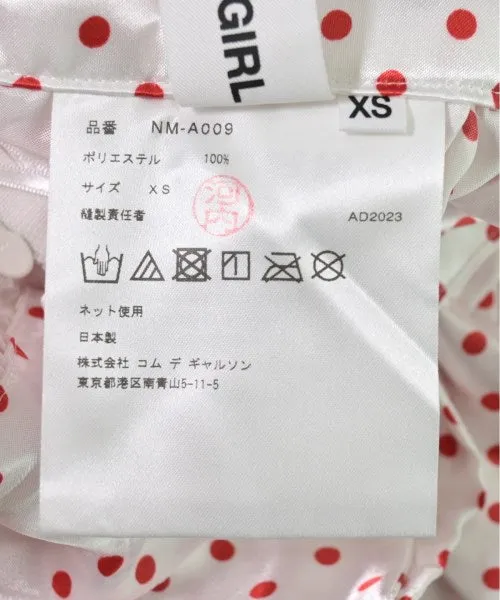 GIRL
XS
品番 NM-A009
ポリエステル 100%
サイズ XS
縫製責任者 河内 AD2023
ネット使用
日本製
株式会社 コム デ ギャルソン
東京都港区南青山5-11-5